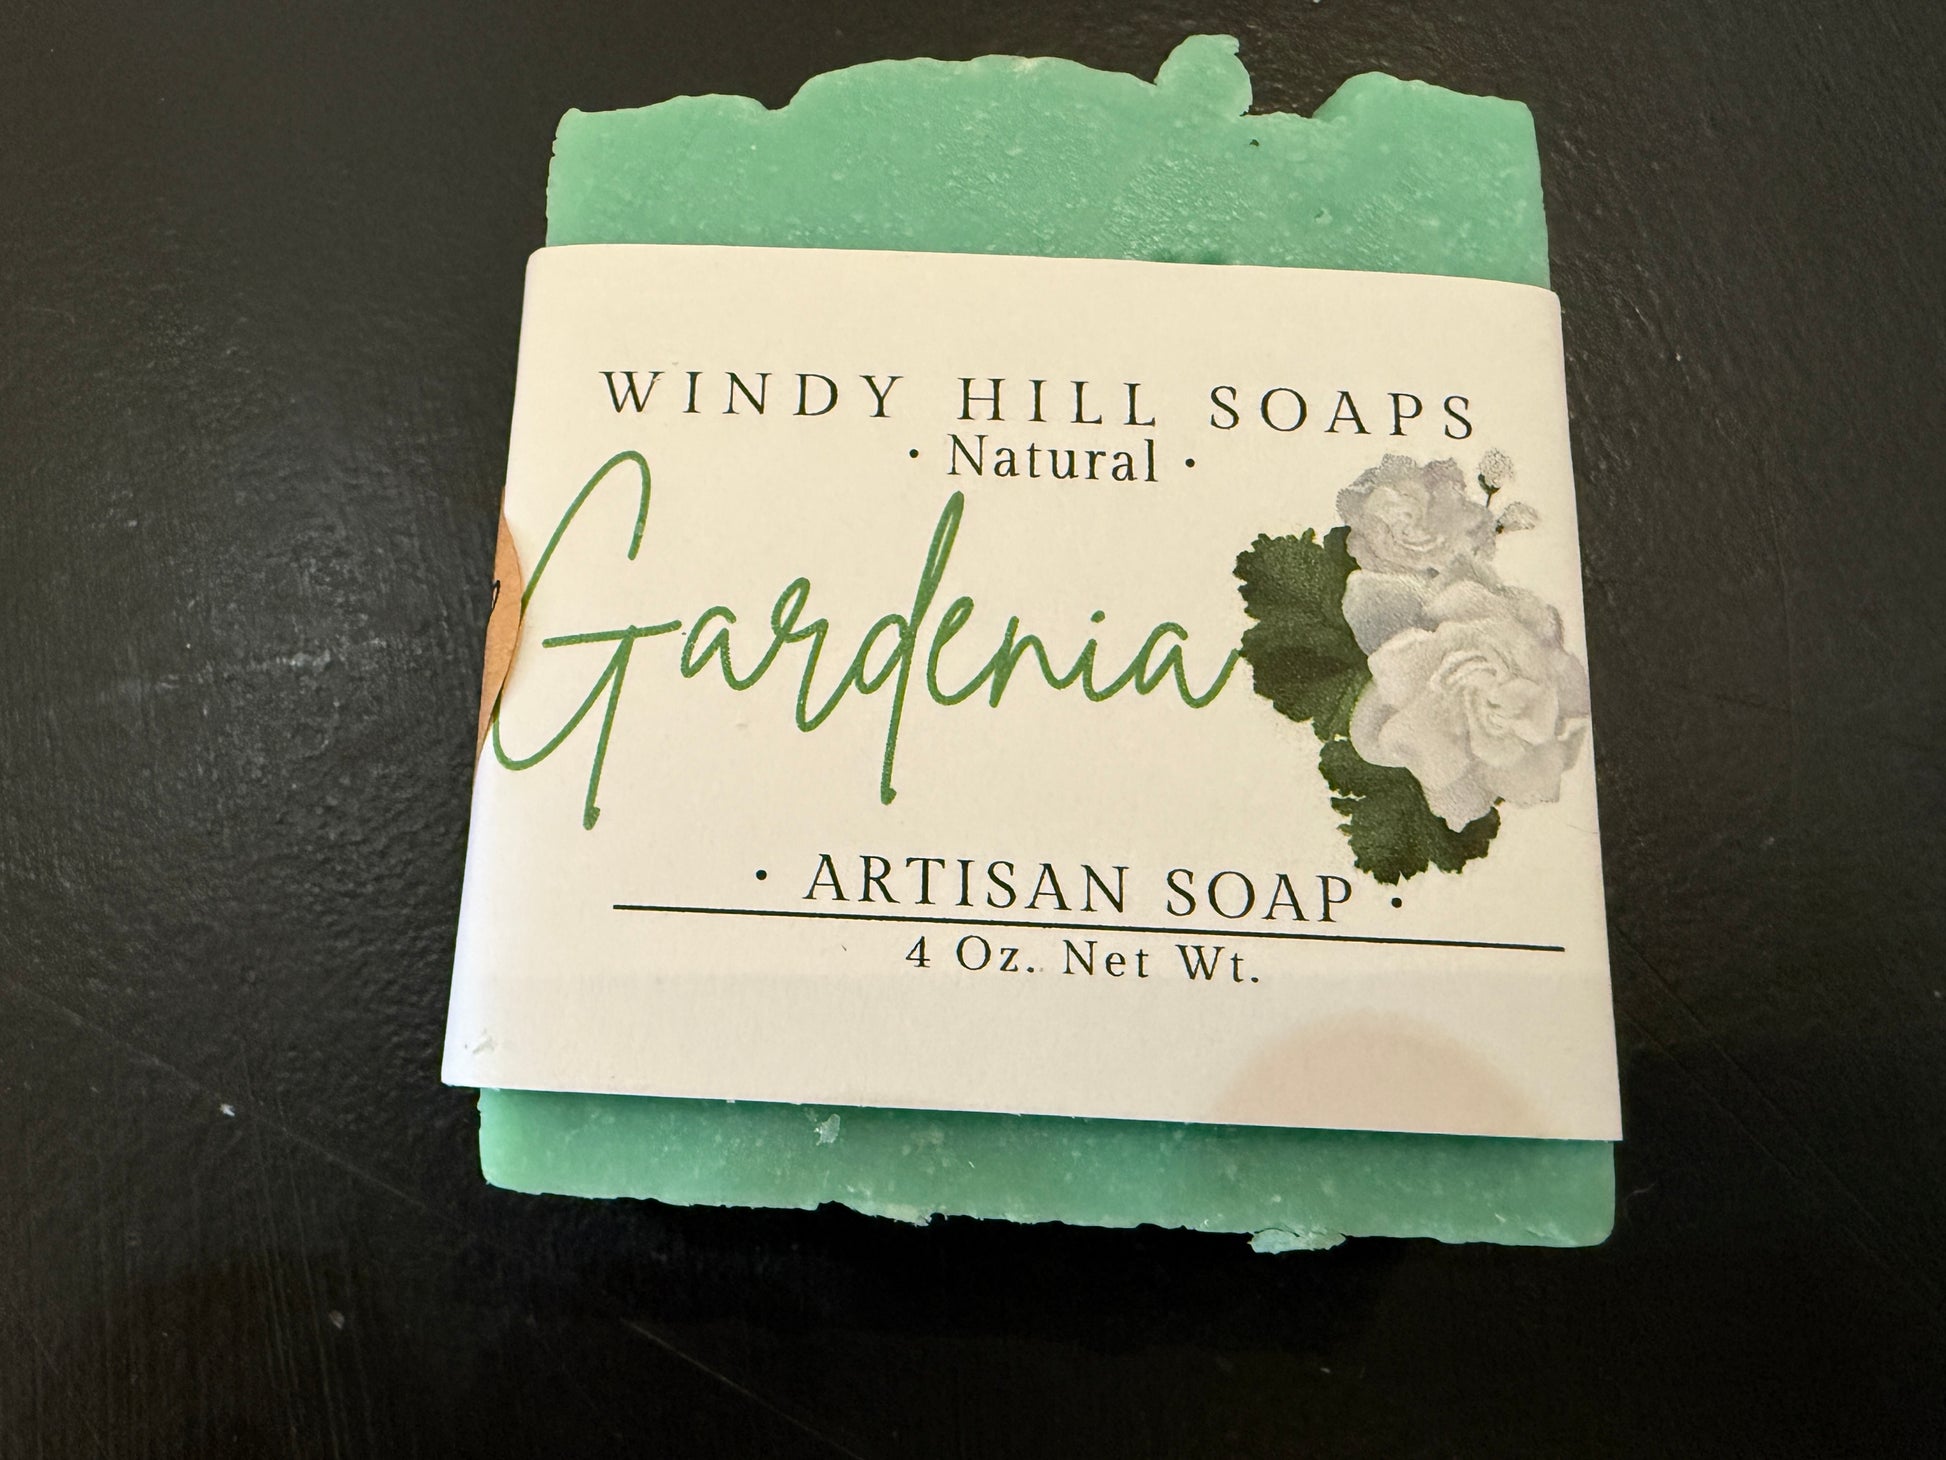 WINDY HILL SOAPS
· Natural ·
Gardenia
· ARTISAN SOAP ·
4 Oz. Net Wt.